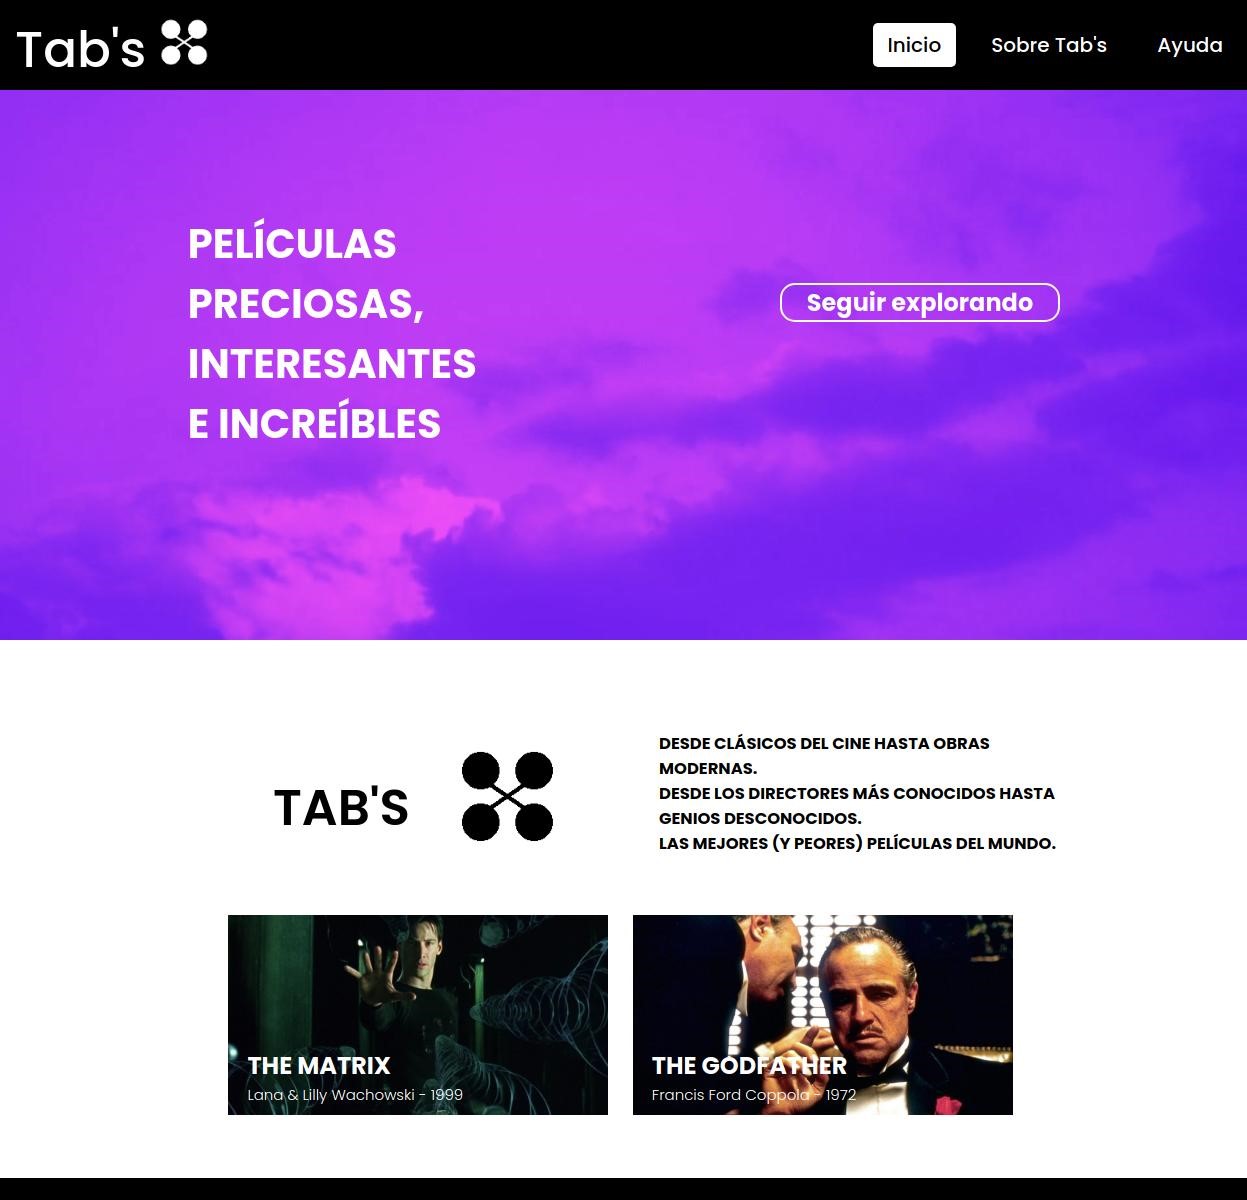 Tab's
Inicio
Sobre Tab's
Ayuda
PELÍCULAS
PRECIOSAS,
INTERESANTES
E INCREÍBLES
Seguir explorando
TAB'S
DESDE CLÁSICOS DEL CINE HASTA OBRAS
MODERNAS.
DESDE LOS DIRECTORES MÁS CONOCIDOS HASTA
GENIOS DESCONOCIDOS.
LAS MEJORES (Y PEORES) PELÍCULAS DEL MUNDO.
THE MATRIX
Lana & Lilly Wachowski - 1999
THE GODFATHER
Francis Ford Coppola - 1972